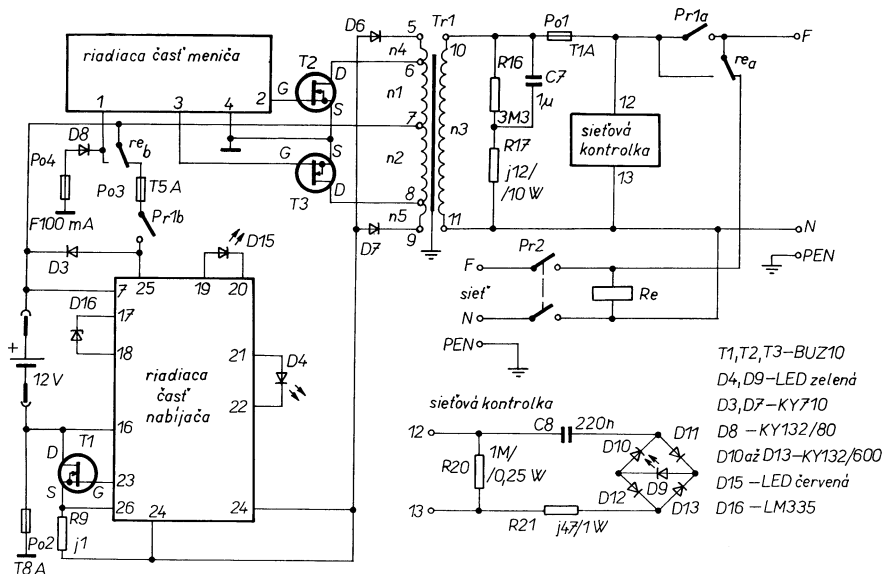 D6
5
Tr1
10
Po1
T1A
Pr1a
F
riadiaca časť meniča
T2
D
n4
6
re a
1
3
4
2
G
S
n1
R16
C7
1µ
12
D8
re b
7
n3
3M3
sieťová
kontrolka
Po4
Po3
T5A
G
S
n2
R17
j12/
/10 W
13
D
T3
8
F100 mA
Pr1b
n5
11
N
D7
9
PEN
D3
D15
Pr2
F
7
25
19
20
sieť
Re
D16
17
N
+
18
21
D4
PEN
T1,T2,T3–BUZ10
12V
riadiaca
časť
nabíjača
22
D4,D9–LED zelená
sieťová kontrolka
D3,D7–KY710
T1
16
12
C8
220n
D10
D11
D8 –KY132/80
D
R20
1M/
/0,25 W
D9
D10až D13–KY132/600
S
G
23
D12
D13
D15 –LED červená
R9
26
24
24
13
D16 –LM335
Po2
j1
R21
j47/1W
T8A